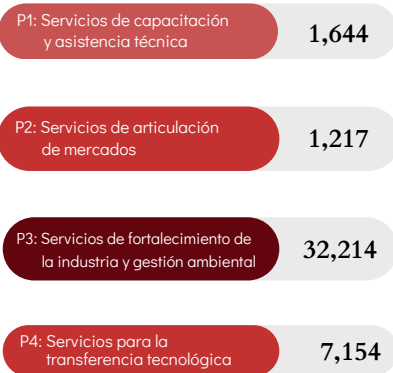 P1: Servicios de capacitación
y asistencia técnica
1,644
P2: Servicios de articulación
de mercados
1,217
P3: Servicios de fortalecimiento de
la industria y gestión ambiental
32,214
P4: Servicios para la
transferencia tecnológica
7,154